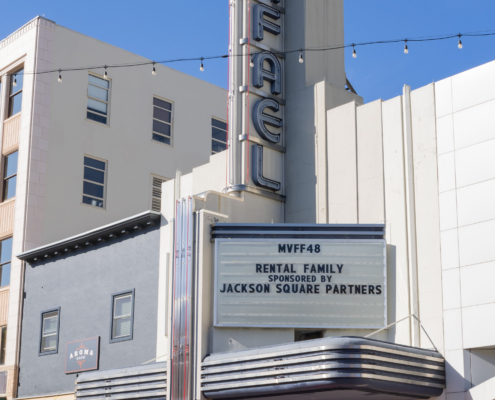 FAEL
MVFF48
RENTAL FAMILY
SPONSORED BY
JACKSON SQUARE PARTNERS
AROMA